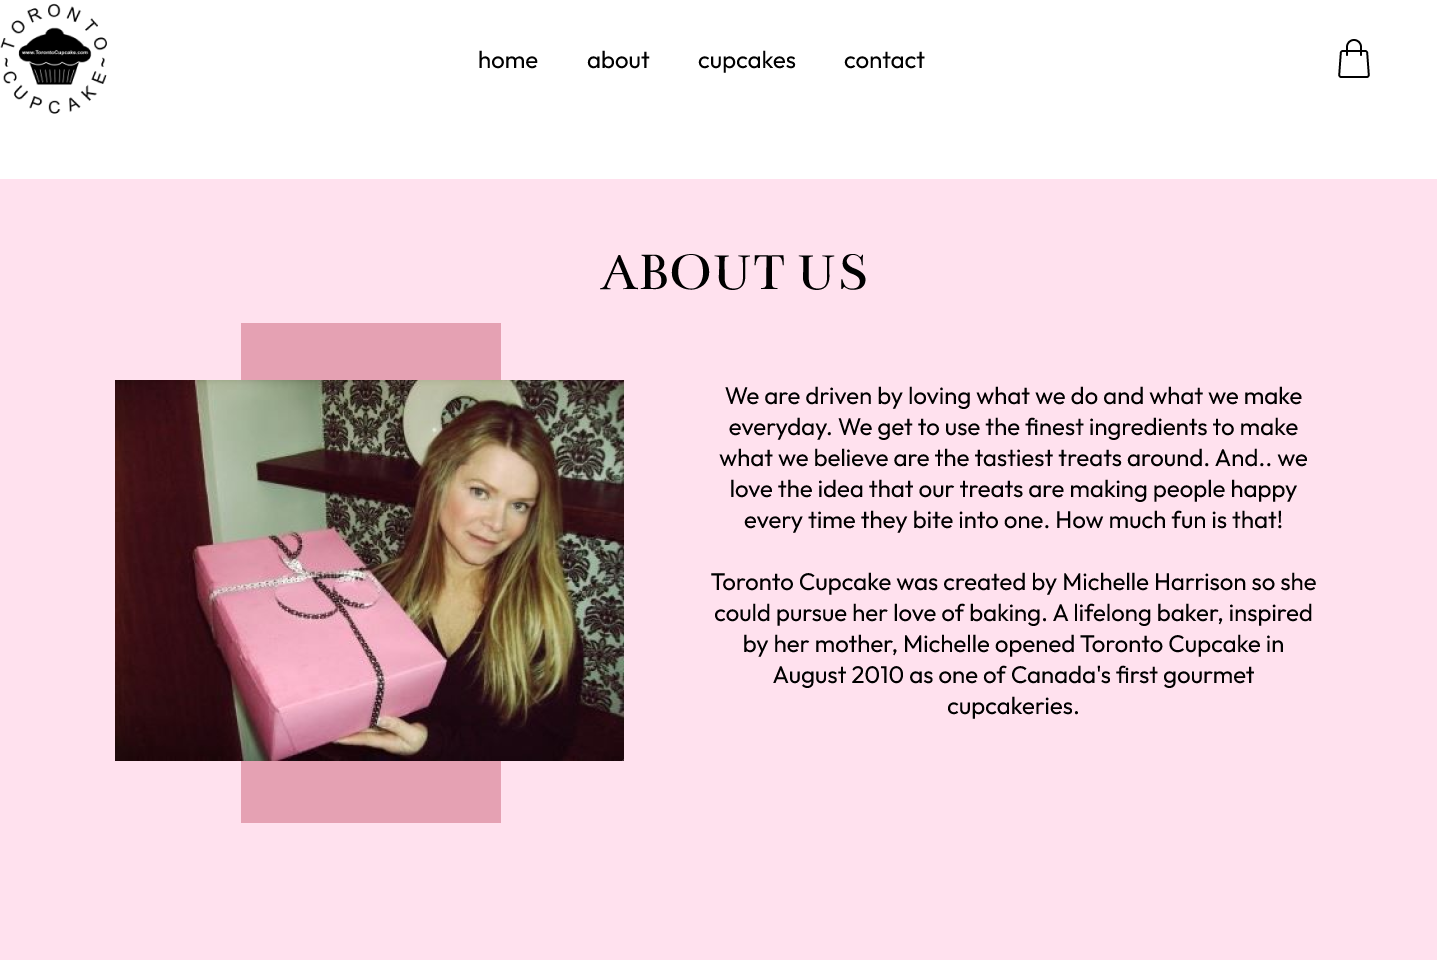 TORONTO
www.TorontoCupcake.com
~CUPCAKE~
home about cupcakes contact
ABOUT US
We are driven by loving what we do and what we make
everyday. We get to use the finest ingredients to make
what we believe are the tastiest treats around. And.. we
love the idea that our treats are making people happy
every time they bite into one. How much fun is that!
Toronto Cupcake was created by Michelle Harrison so she
could pursue her love of baking. A lifelong baker, inspired
by her mother, Michelle opened Toronto Cupcake in
August 2010 as one of Canada's first gourmet
cupcakeries.